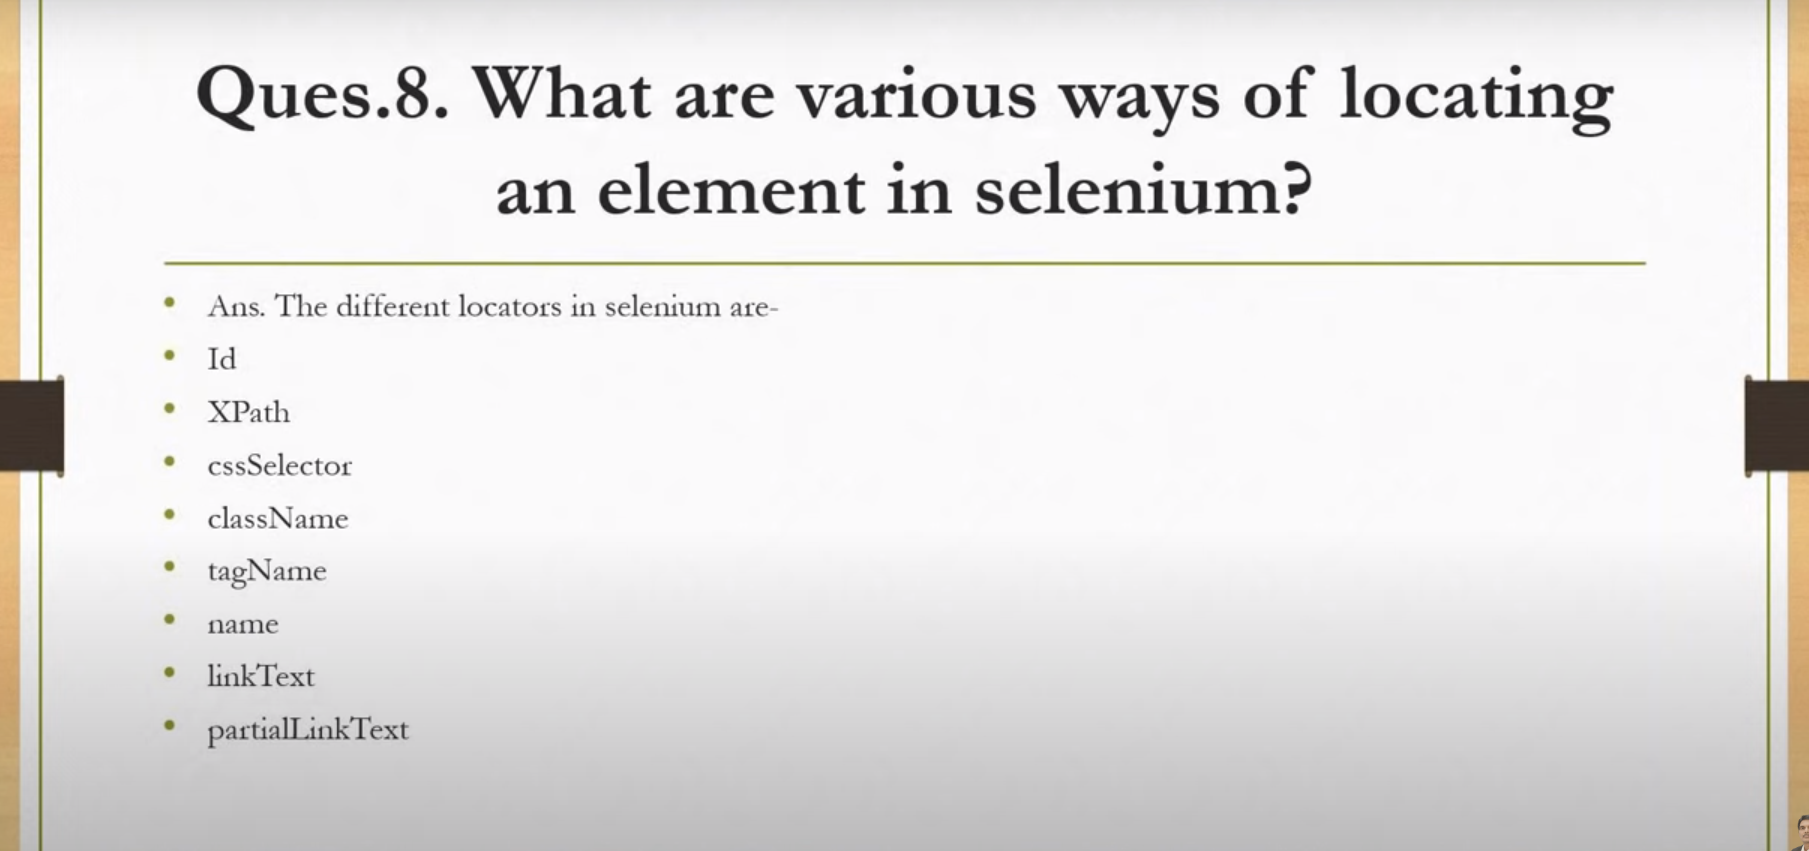 Ques.8. What are various ways of locating
an element in selenium?
Ans. The different locators in selenium are-
Id
XPath
cssSelector
className
tagName
name
linkText
partialLinkText